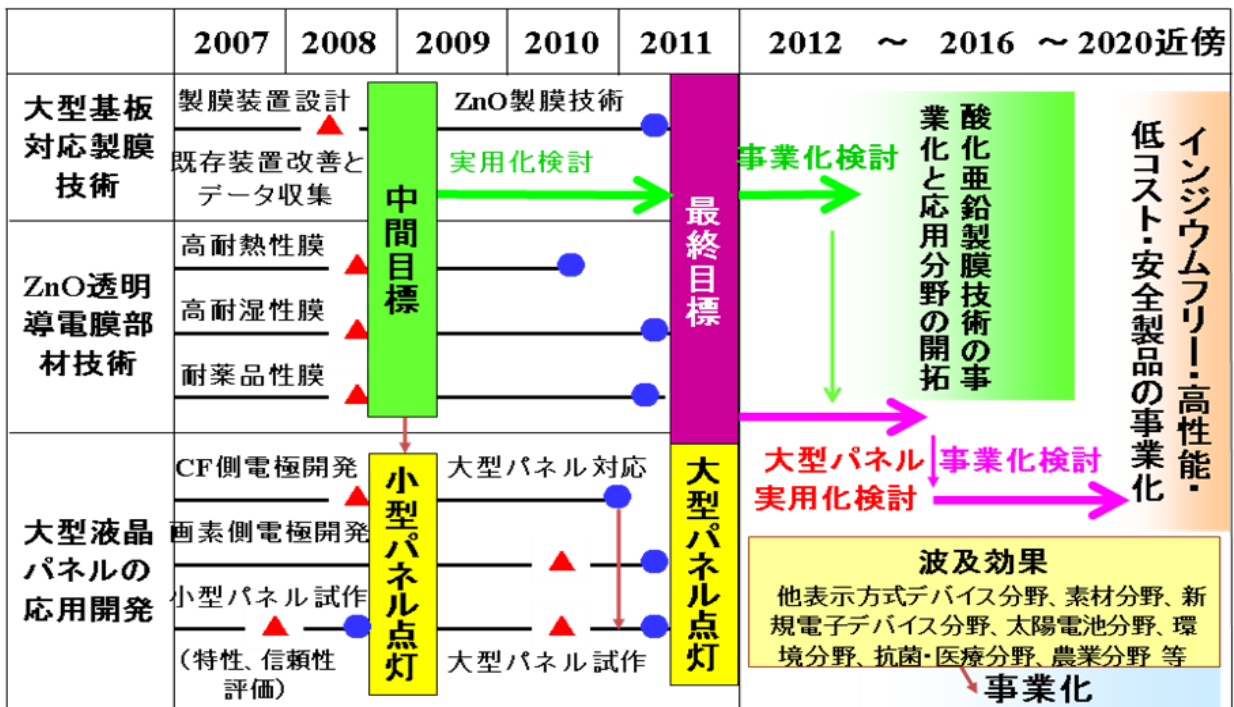 2007 2008 2009 2010 2011 2012 ～ 2016 ～2020近傍
大型基板
対応製膜
技術
製膜装置設計
ZnO製膜技術
既存装置改善と
データ収集
実用化検討
事業化検討
ZnO透明
導電膜部
材技術
高耐熱性膜
高耐湿性膜
耐薬品性膜
中間目標
最終目標
酸化亜鉛製膜技術の事
業化と応用分野の開拓
インジウムフリー・高性能・
低コスト・安全製品の事業化
大型液晶
パネルの
応用開発
CF側電極開発
大型パネル対応
画素側電極開発
小型パネル試作
（特性、信頼性
評価）
大型パネル試作
小型パネル点灯
大型パネル点灯
大型パネル
実用化検討
事業化検討
波及効果
他表示方式デバイス分野、素材分野、新
規電子デバイス分野、太陽電池分野、環
境分野、抗菌・医療分野、農業分野 等
事業化